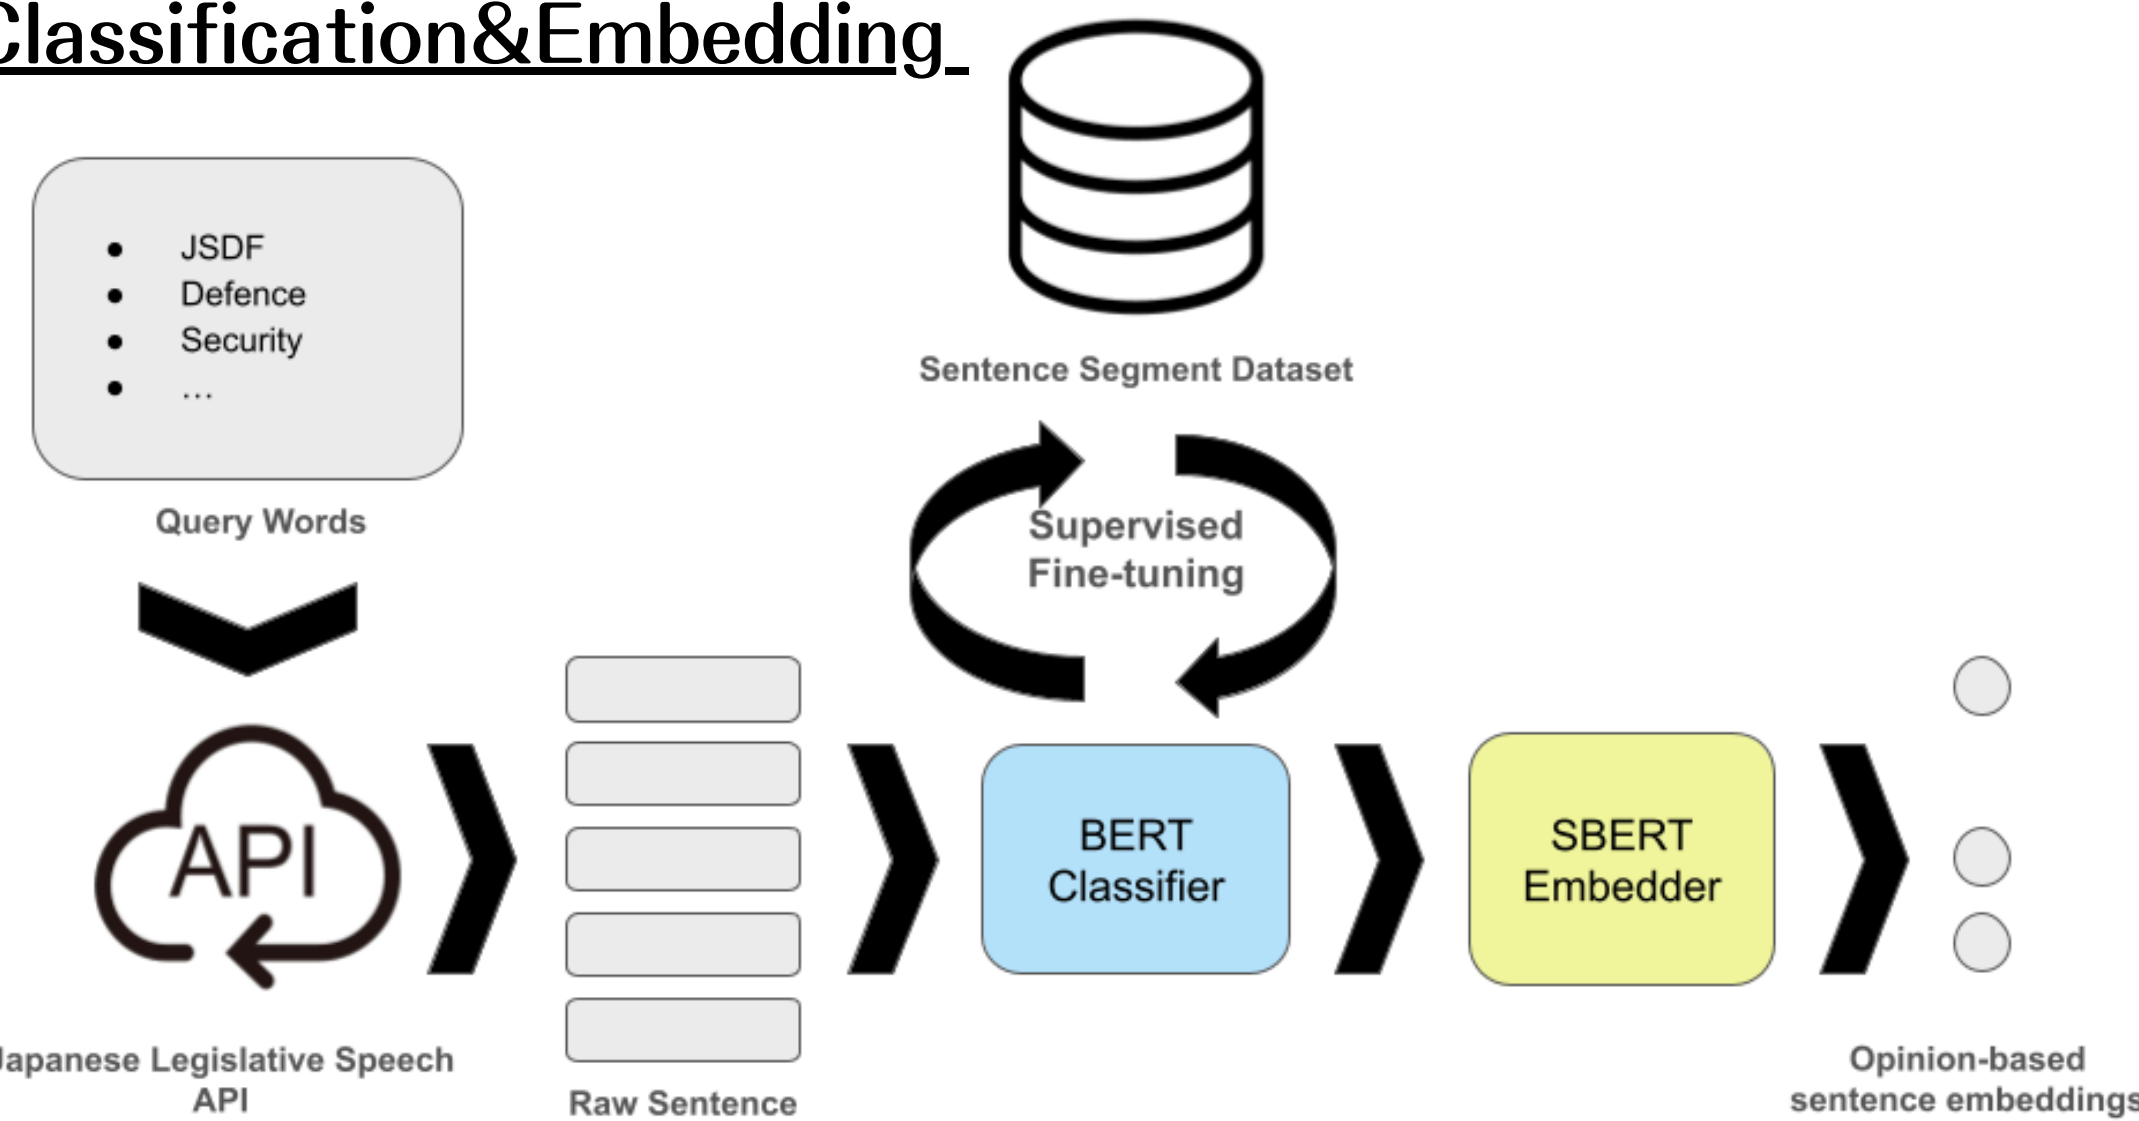 Classification&Embedding
JSDF
Defence
Security
…
Query Words
Sentence Segment Dataset
Supervised
Fine-tuning
API
Japanese Legislative Speech
API
Raw Sentence
BERT
Classifier
SBERT
Embedder
Opinion-based
sentence embeddings